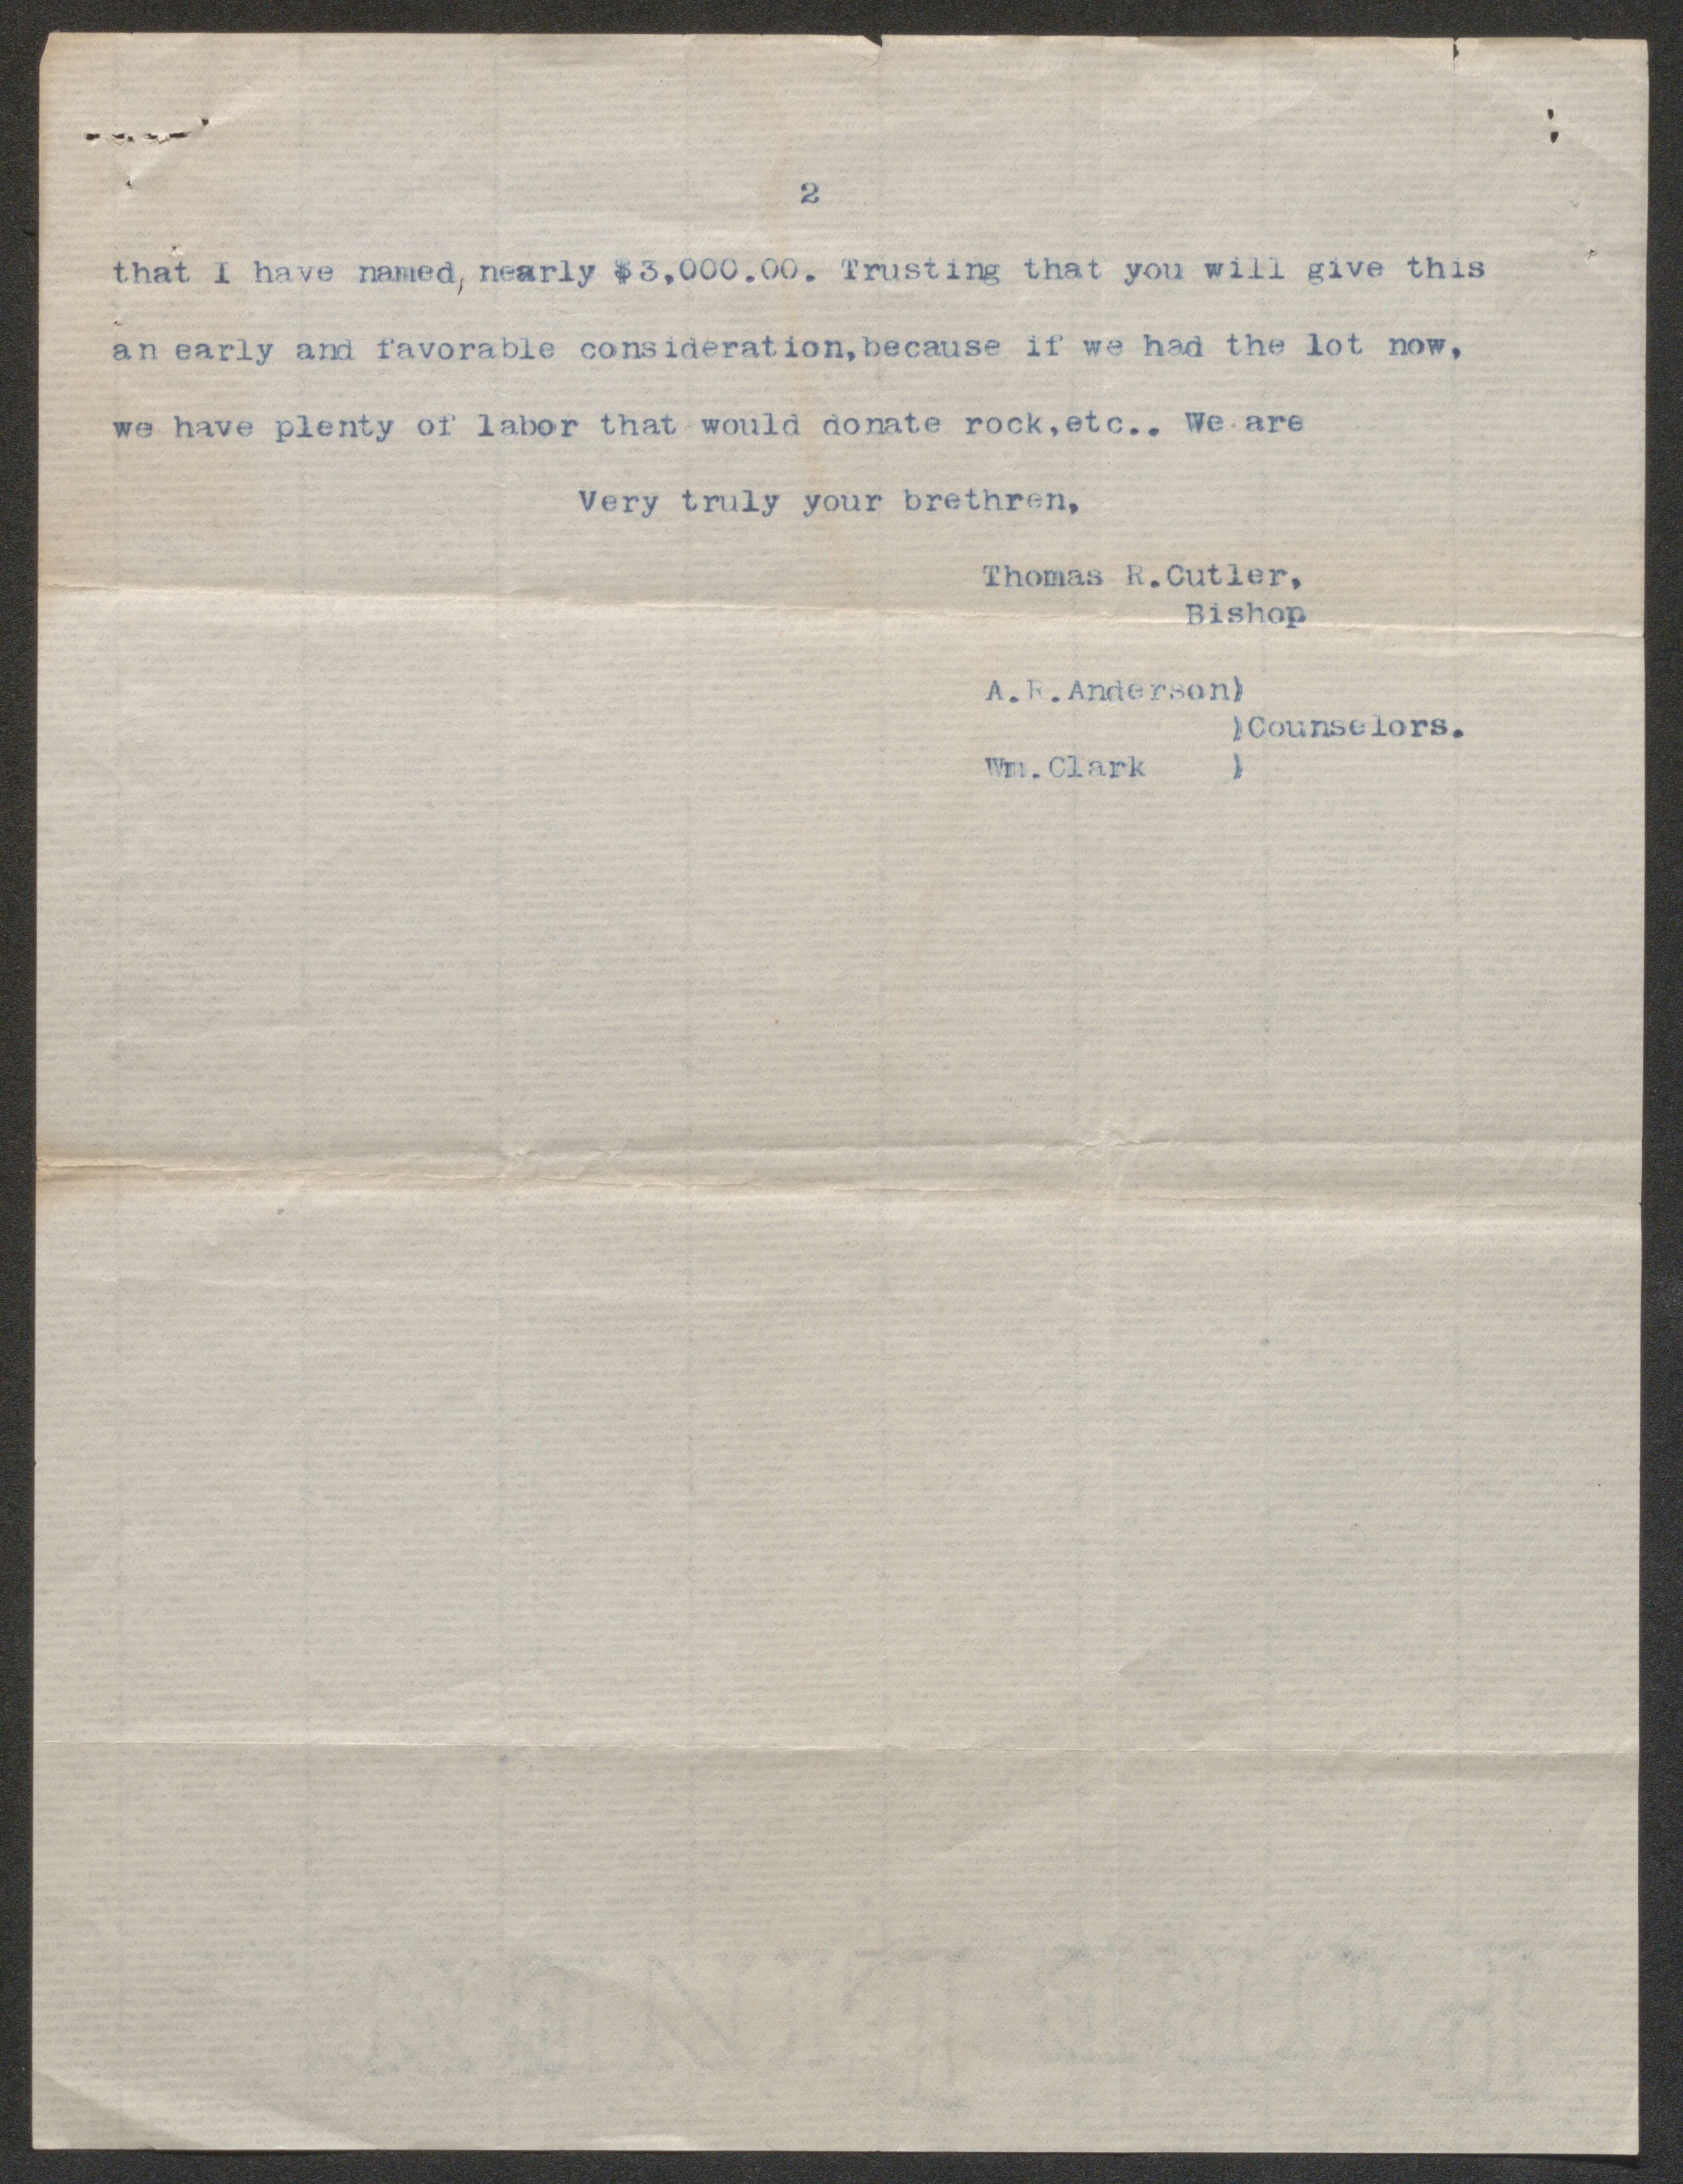 2
that I have named, nearly $3,000.00. Trusting that you will give this
an early and favorable consideration,because if we had the lot now,
we have plenty of labor that would donate rock,etc.. We are
Very truly your brethren,
Thomas R.Cutler,
Bishop
A.R.Anderson)
)Counselors.
Wm.Clark )